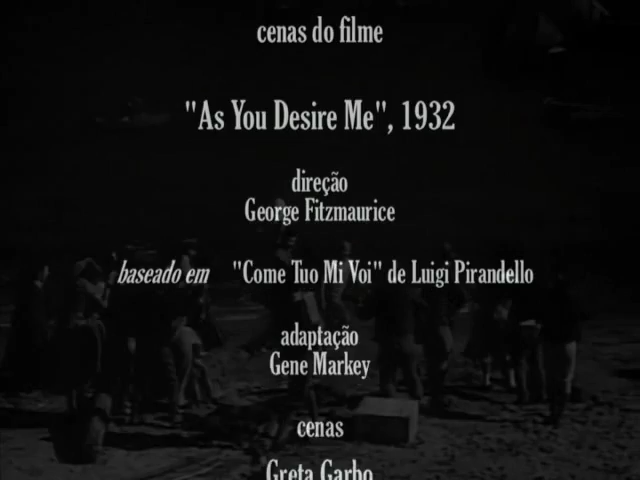 cenas do filme
"As You Desire Me", 1932
direção
George Fitzmaurice
baseado em "Come Tuo Mi Voi" de Luigi Pirandello
adaptação
Gene Markey
cenas
Greta Garbo